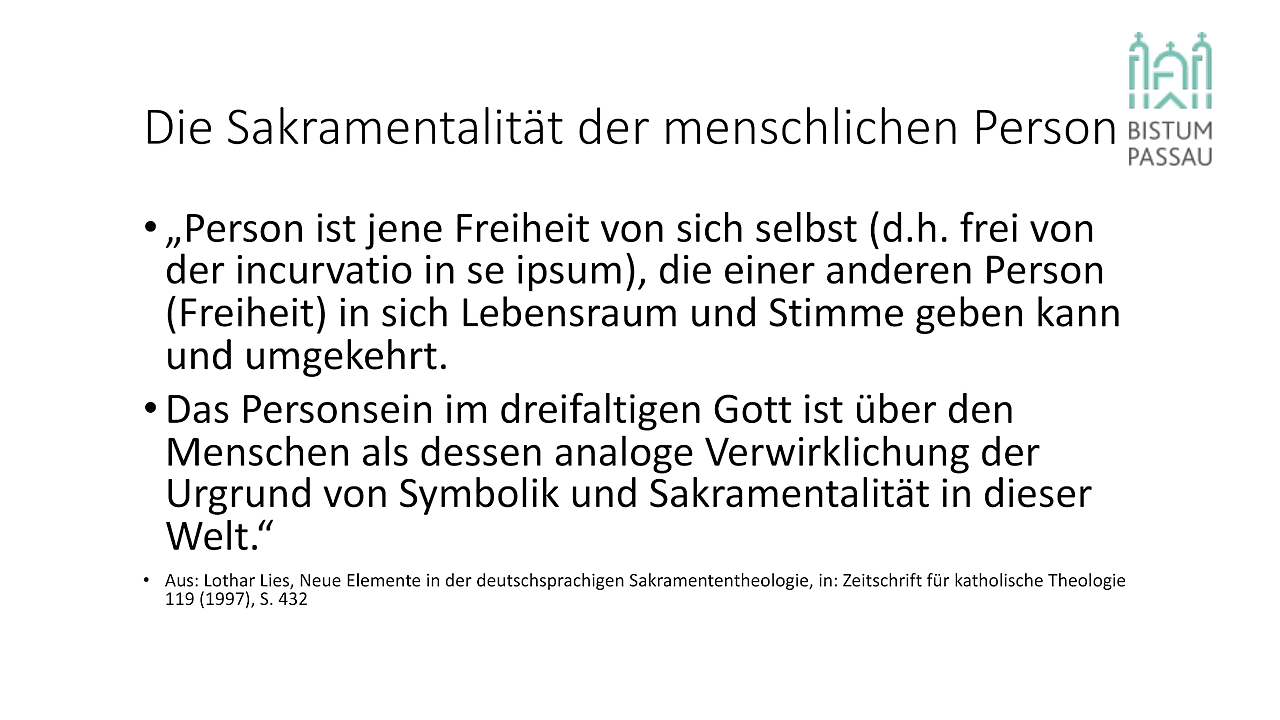 Die Sakramentalität der menschlichen Person
BISTUM
PASSAU
• „Person ist jene Freiheit von sich selbst (d.h. frei von
der incurvatio in se ipsum), die einer anderen Person
(Freiheit) in sich Lebensraum und Stimme geben kann
und umgekehrt.
• Das Personsein im dreifaltigen Gott ist über den
Menschen als dessen analoge Verwirklichung der
Urgrund von Symbolik und Sakramentalität in dieser
Welt.“
• Aus: Lothar Lies, Neue Elemente in der deutschsprachigen Sakramententheologie, in: Zeitschrift für katholische Theologie
119 (1997), S. 432